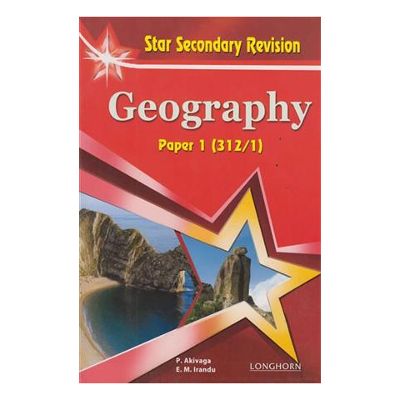 Star Secondary Revision
Geography
Paper 1 (312/1)
P. Akivaga
E. M. Irandu
LONGHORN